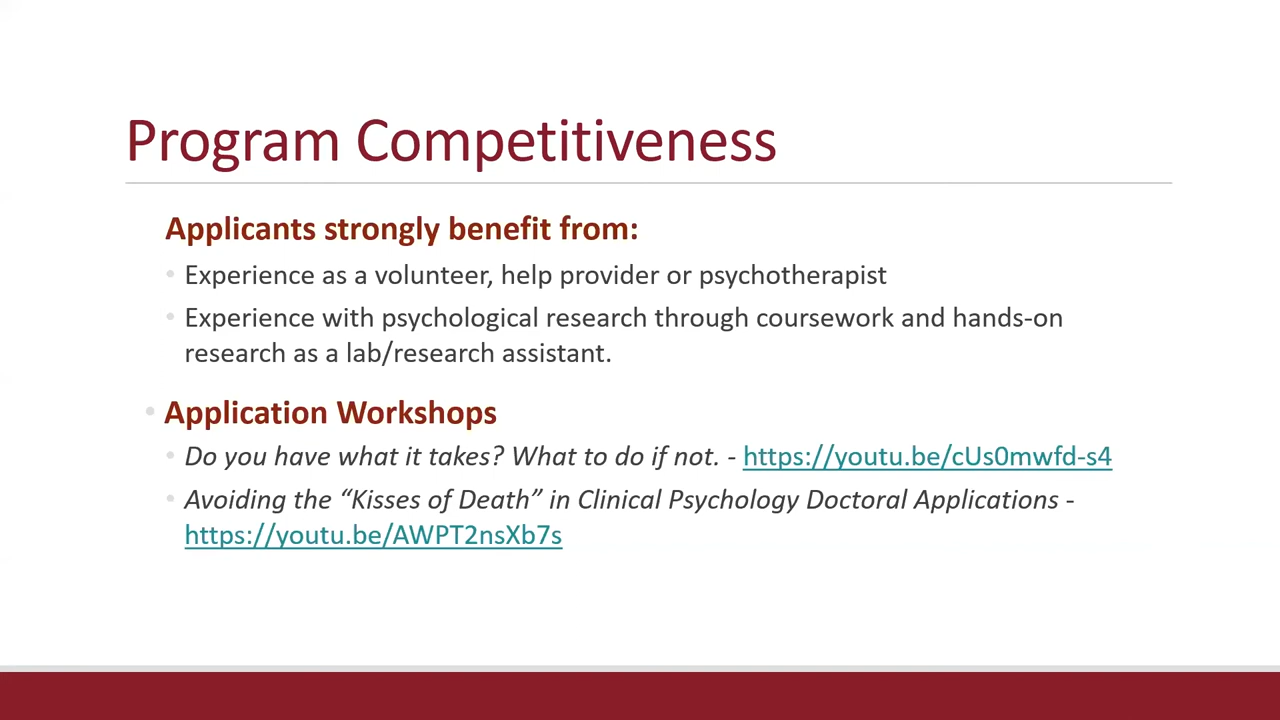 Program Competitiveness
Applicants strongly benefit from:
• Experience as a volunteer, help provider or psychotherapist
• Experience with psychological research through coursework and hands-on
research as a lab/research assistant.
• Application Workshops
• Do you have what it takes? What to do if not. - https://youtu.be/cUs0mwfd-s4
• Avoiding the “Kisses of Death” in Clinical Psychology Doctoral Applications -
https://youtu.be/AWPT2nsXb7s